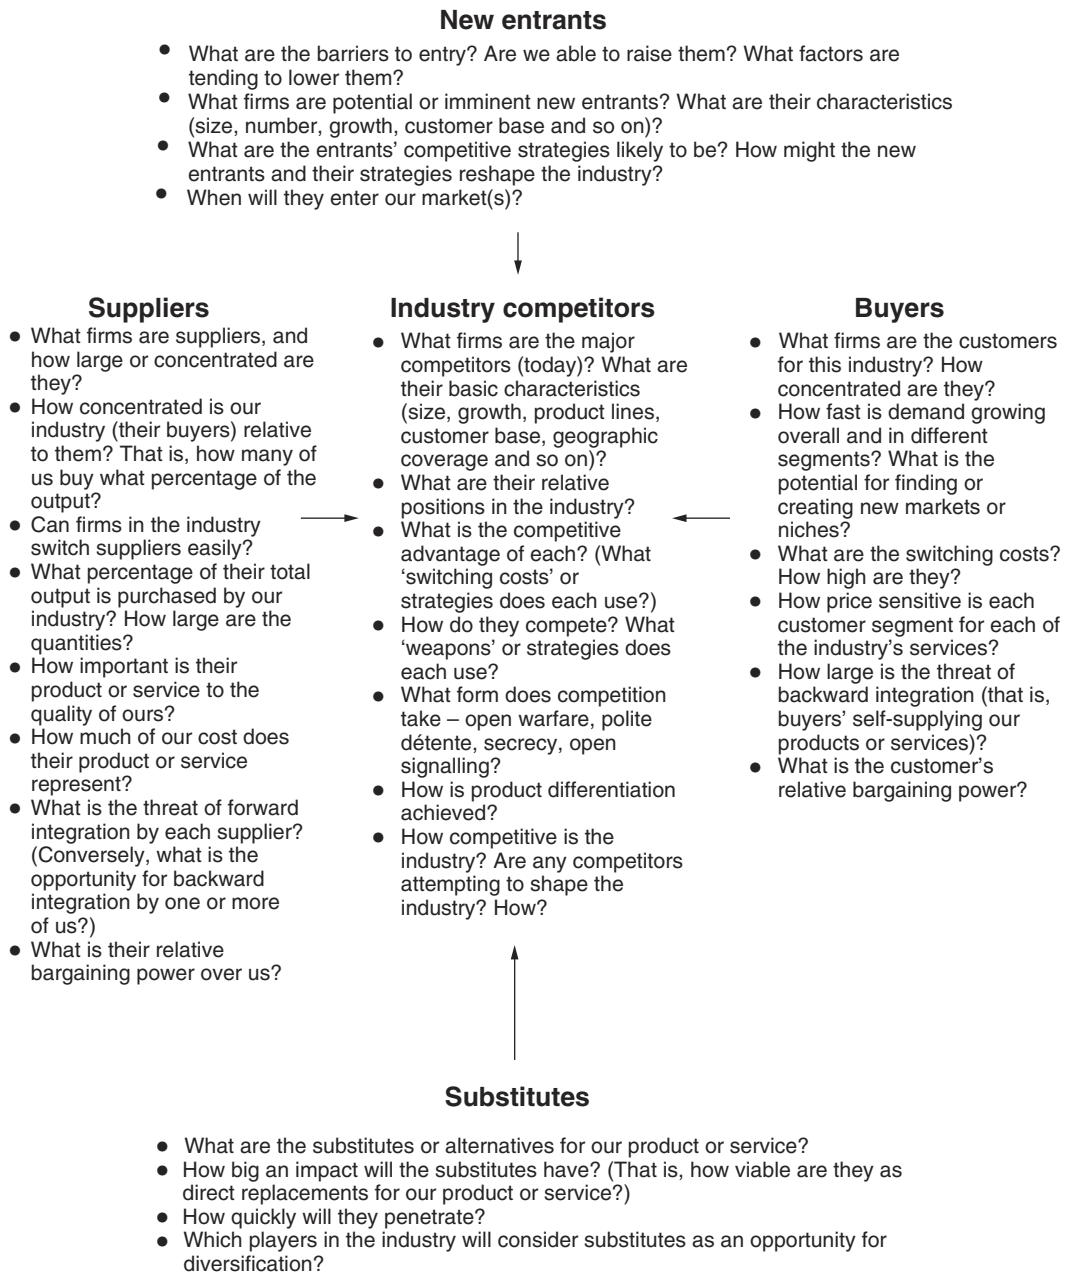 New entrants
• What are the barriers to entry? Are we able to raise them? What factors are
tending to lower them?
• What firms are potential or imminent new entrants? What are their characteristics
(size, number, growth, customer base and so on)?
• What are the entrants’ competitive strategies likely to be? How might the new
entrants and their strategies reshape the industry?
• When will they enter our market(s)?
Suppliers
• What firms are suppliers, and
how large or concentrated are
they?
• How concentrated is our
industry (their buyers) relative
to them? That is, how many of
us buy what percentage of the
output?
• Can firms in the industry
switch suppliers easily?
• What percentage of their total
output is purchased by our
industry? How large are the
quantities?
• How important is their
product or service to the
quality of ours?
• How much of our cost does
their product or service
represent?
• What is the threat of forward
integration by each supplier?
(Conversely, what is the
opportunity for backward
integration by one or more
of us?)
• What is their relative
bargaining power over us?
Industry competitors
• What firms are the major
competitors (today)? What are
their basic characteristics
(size, growth, product lines,
customer base, geographic
coverage and so on)?
• What are their relative
positions in the industry?
• What is the competitive
advantage of each? (What
‘switching costs’ or
strategies does each use?)
• How do they compete? What
‘weapons’ or strategies does
each use?
• What form does competition
take – open warfare, polite
détente, secrecy, open
signalling?
• How is product differentiation
achieved?
• How competitive is the
industry? Are any competitors
attempting to shape the
industry? How?
Buyers
• What firms are the customers
for this industry? How
concentrated are they?
• How fast is demand growing
overall and in different
segments? What is the
potential for finding or
creating new markets or
niches?
• What are the switching costs?
How high are they?
• How price sensitive is each
customer segment for each of
the industry’s services?
• How large is the threat of
backward integration (that is,
buyers’ self-supplying our
products or services)?
• What is the customer’s
relative bargaining power?
Substitutes
• What are the substitutes or alternatives for our product or service?
• How big an impact will the substitutes have? (That is, how viable are they as
direct replacements for our product or service?)
• How quickly will they penetrate?
• Which players in the industry will consider substitutes as an opportunity for
diversification?